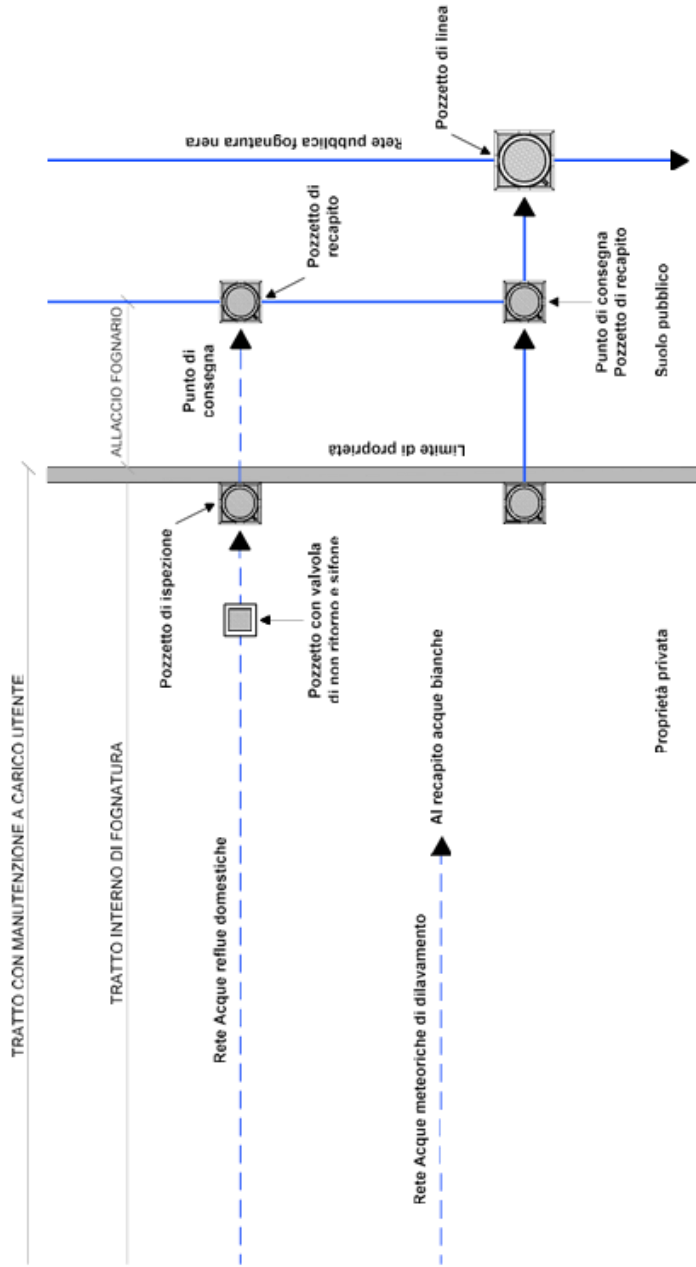 TRATTO CON MANUTENZIONE A CARICO UTENTE
TRATTO INTERNO DI FOGNATURA
ALLACCIO FOGNARIO
Rete Acque reflue domestiche
Pozzetto con valvola
di non ritorno e sifone
Pozzetto di ispezione
Punto di
consegna
Pozzetto di
recapito
Rete pubblica fognatura nera
Limite di proprietà
Pozzetto di linea
Rete Acque meteoriche di dilavamento
Al recapito acque bianche
Punto di consegna
Pozzetto di recapito
Proprietà privata
Suolo pubblico